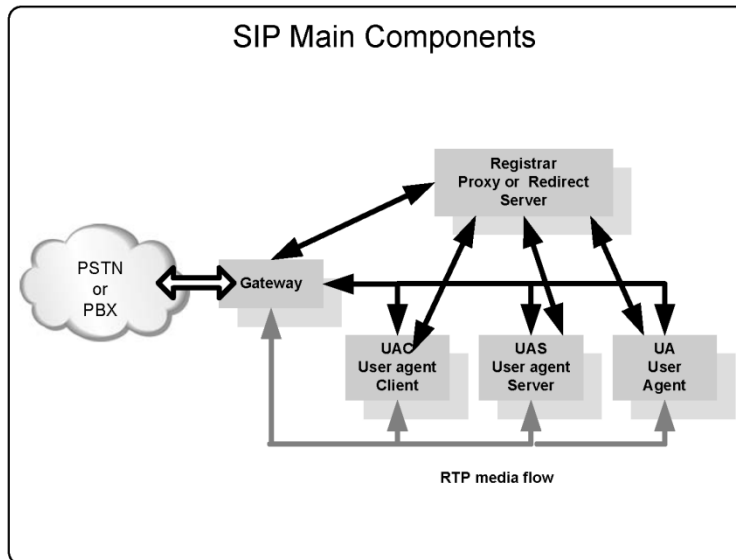 SIP Main Components
Registrar
Proxy or Redirect
Server
PSTN
or
PBX
Gateway
UAC
User agent
Client
UAS
User agent
Server
UA
User
Agent
RTP media flow